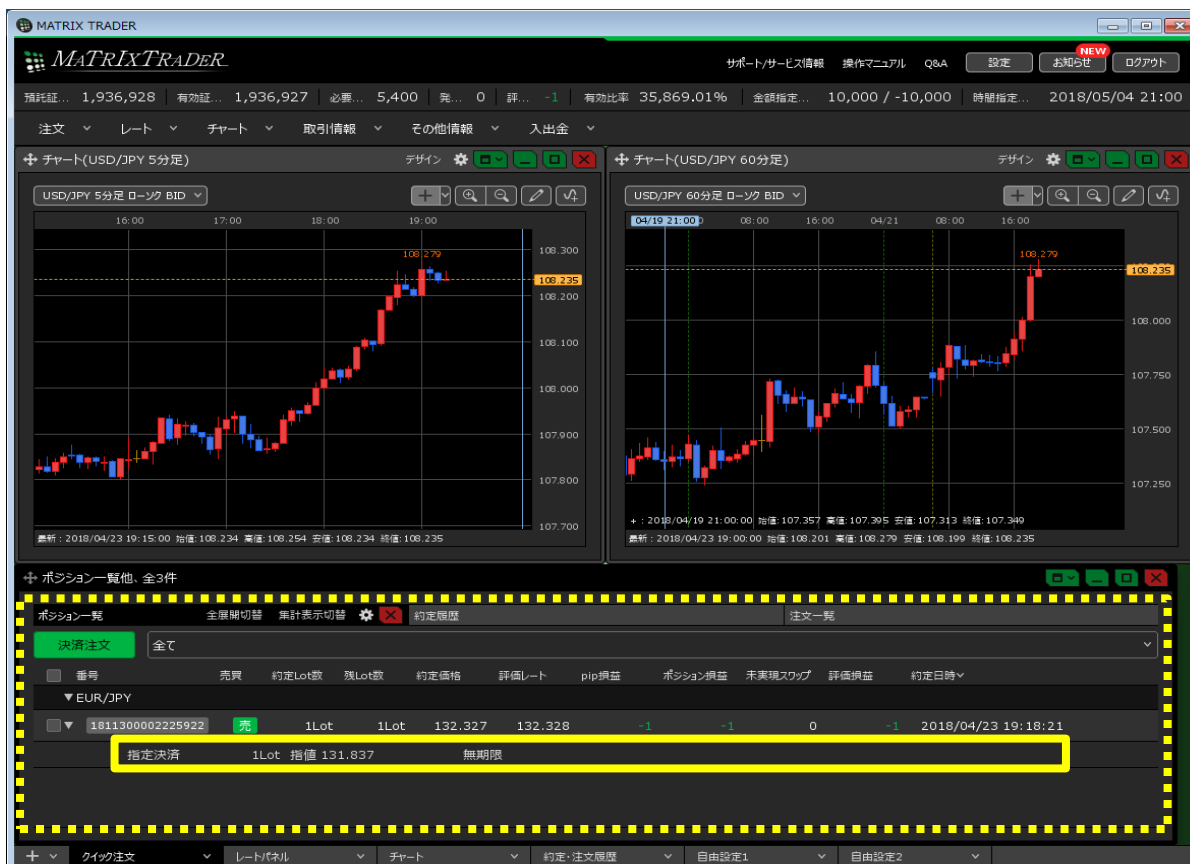 MATRIX TRADER
MATRIXTRADER サポート/サービス情報 操作マニュアル Q&A 設定 お知らせ NEW ログアウト
預託証... 1,936,928 有効証... 1,936,927 必要... 5,400 発... 0 評... -1 有効比率 35,869.01% 金額指定... 10,000 / -10,000 時間指定... 2018/05/04 21:00
注文 レート チャート 取引情報 その他情報 入出金
チャート(USD/JPY 5分足) デザイン
USD/JPY 5分足 ローソク BID
16:00 17:00 18:00 19:00
108.279
108.300
108.235
108.200
108.100
108.000
107.900
107.800
107.700
最新 : 2018/04/23 19:15:00 始値:108.234 高値:108.254 安値:108.234 終値:108.235
チャート(USD/JPY 60分足) デザイン
USD/JPY 60分足 ローソク BID
04/19 21:00 08:00 16:00 04/21 08:00 16:00
108.279
108.235
108.000
107.750
107.500
107.250
+ : 2018/04/19 21:00:00 始値:107.357 高値:107.395 安値:107.313 終値:107.349
最新 : 2018/04/23 19:00:00 始値:108.201 高値:108.279 安値:108.199 終値:108.235
ポジション一覧他、全3件
ポジション一覧 全展開切替 集計表示切替 約定履歴 注文一覧
決済注文 全て
番号 売買 約定Lot数 残Lot数 約定価格 評価レート pip損益 ポジション損益 未実現スワップ 評価損益 約定日時
▼EUR/JPY
▼ 1811300002225922 売 1Lot 1Lot 132.327 132.328 -1 -1 0 -1 2018/04/23 19:18:21
指定決済 1Lot 指値 131.837 無期限
+ クイック注文 レートパネル チャート 約定・注文履歴 自由設定1 自由設定2